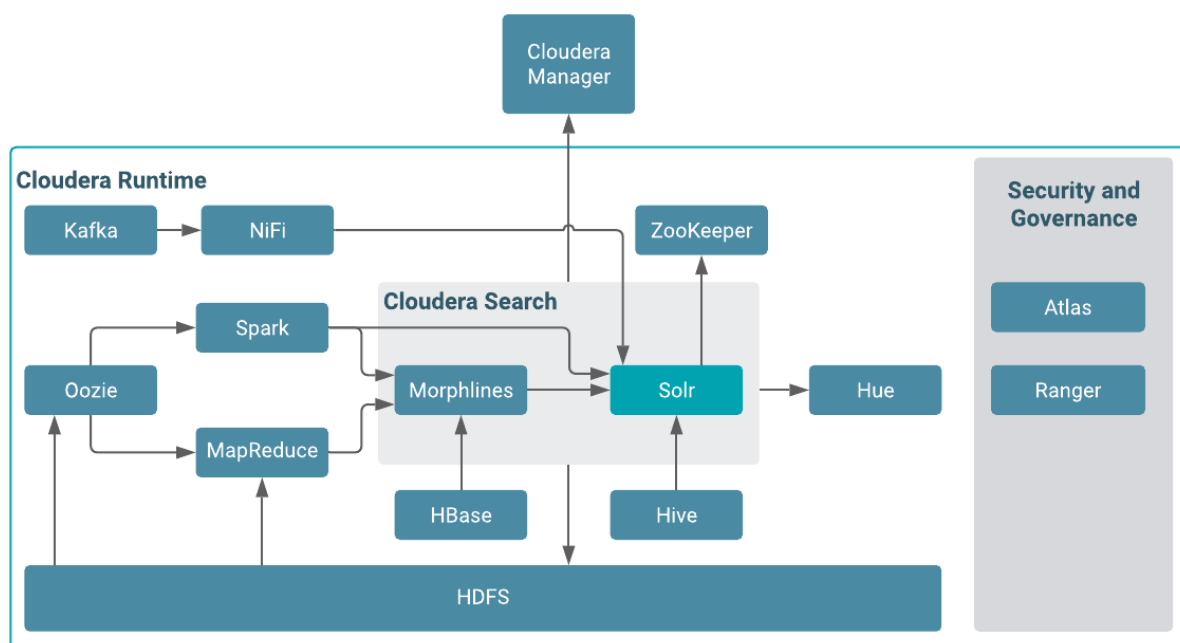 Cloudera
Manager
Cloudera Runtime
Security and
Governance
Kafka
NiFi
ZooKeeper
Cloudera Search
Atlas
Spark
Oozie
Morphlines
Solr
Hue
Ranger
MapReduce
HBase
Hive
HDFS